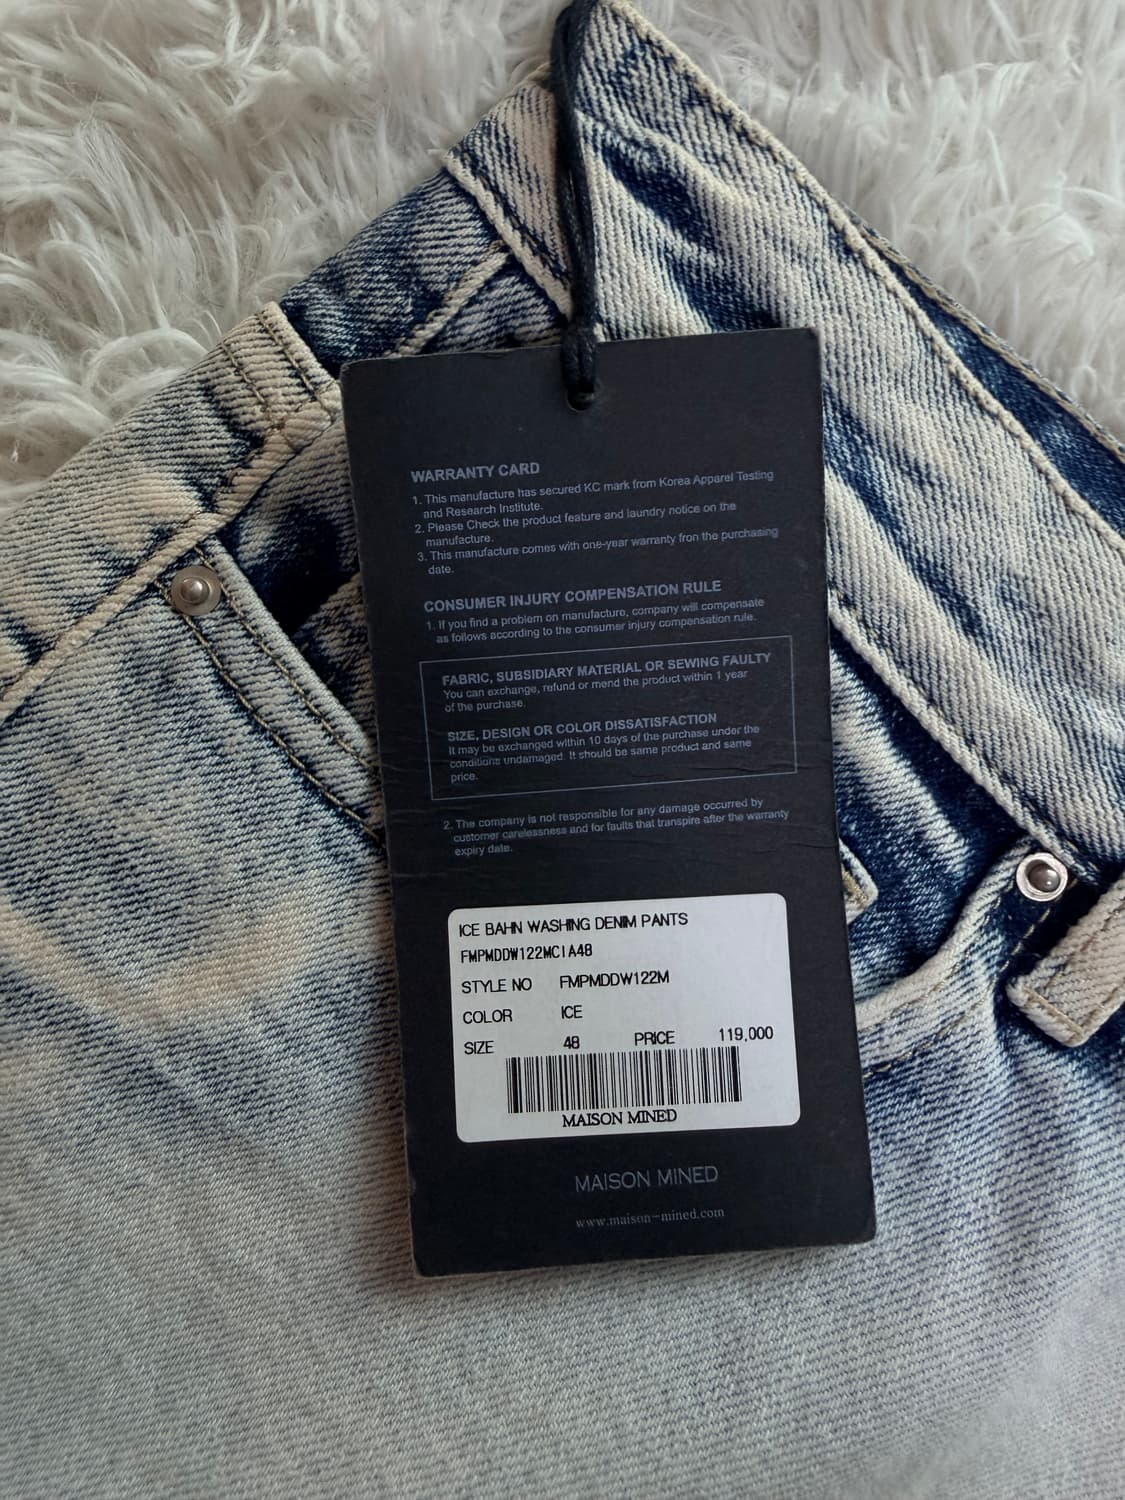 WARRANTY CARD
1. This manufacture has secured KC mark from Korea Apparel Testing
and Research Institute.
2. Please Check the product feature and laundry notice on the
manufacture.
3. This manufacture comes with one-year warranty fron the purchasing
date.
CONSUMER INJURY COMPENSATION RULE
1. If you find a problem on manufacture, company will compensate
as follows according to the consumer injury compensation rule.
FABRIC, SUBSIDIARY MATERIAL OR SEWING FAULTY
You can exchange, refund or mend the product within 1 year
of the purchase.
SIZE, DESIGN OR COLOR DISSATISFACTION
It may be exchanged within 10 days of the purchase under the
conditions undamaged. It should be same product and same
price.
2. The company is not responsible for any damage occurred by
customer carelessness and for faults that transpire after the warranty
expiry date.
ICE BAHN WASHING DENIM PANTS
FMPMDDW122MCIA48
STYLE NO FMPMDDW122M
COLOR ICE
SIZE 48 PRICE 119,000
MAISON MINED
MAISON MINED
www.maison-mined.com